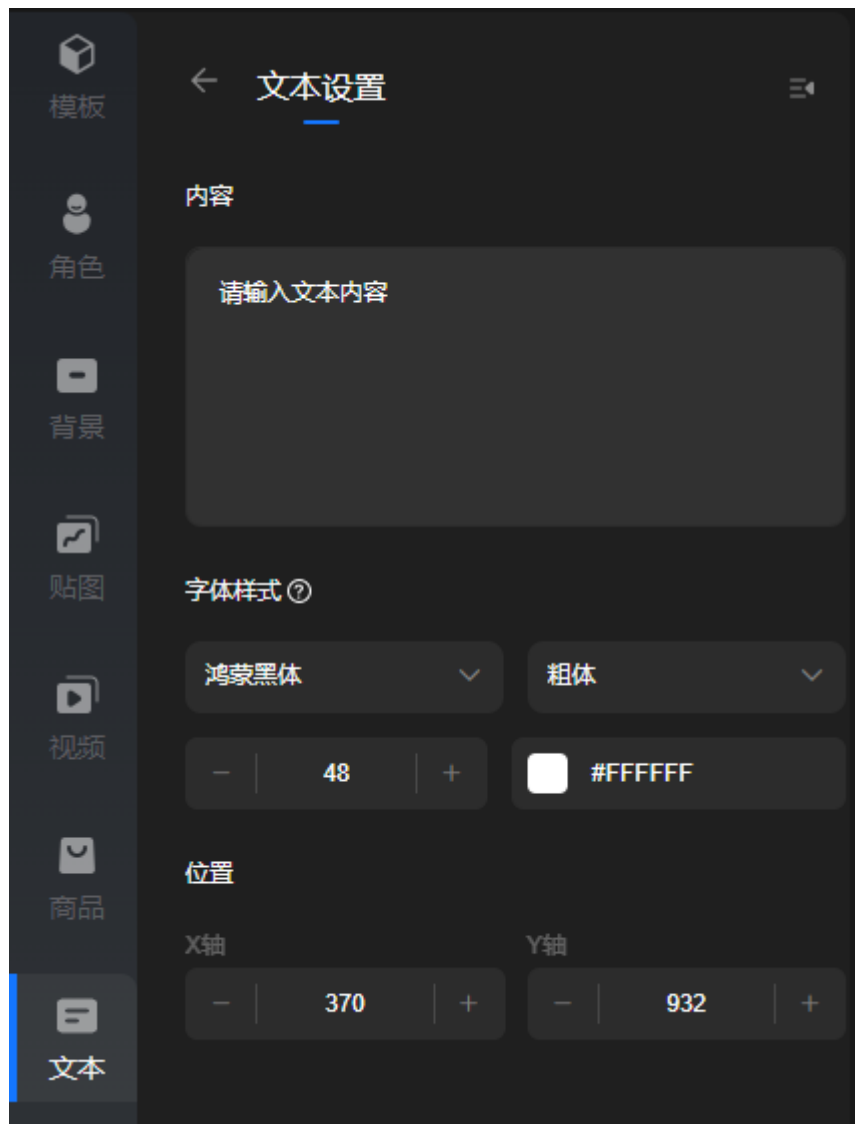 模板
角色
背景
贴图
视频
商品
文本
文本设置
内容
请输入文本内容
字体样式
鸿蒙黑体 粗体
48 #FFFFFF
位置
X轴 Y轴
370 932